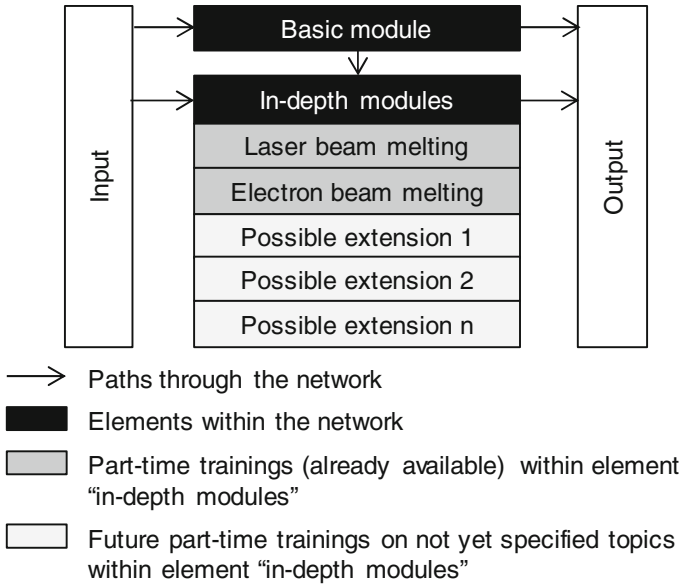 Input
Basic module
In-depth modules
Laser beam melting
Electron beam melting
Possible extension 1
Possible extension 2
Possible extension n
Output
Paths through the network
Elements within the network
Part-time trainings (already available) within element
“in-depth modules”
Future part-time trainings on not yet specified topics
within element “in-depth modules”